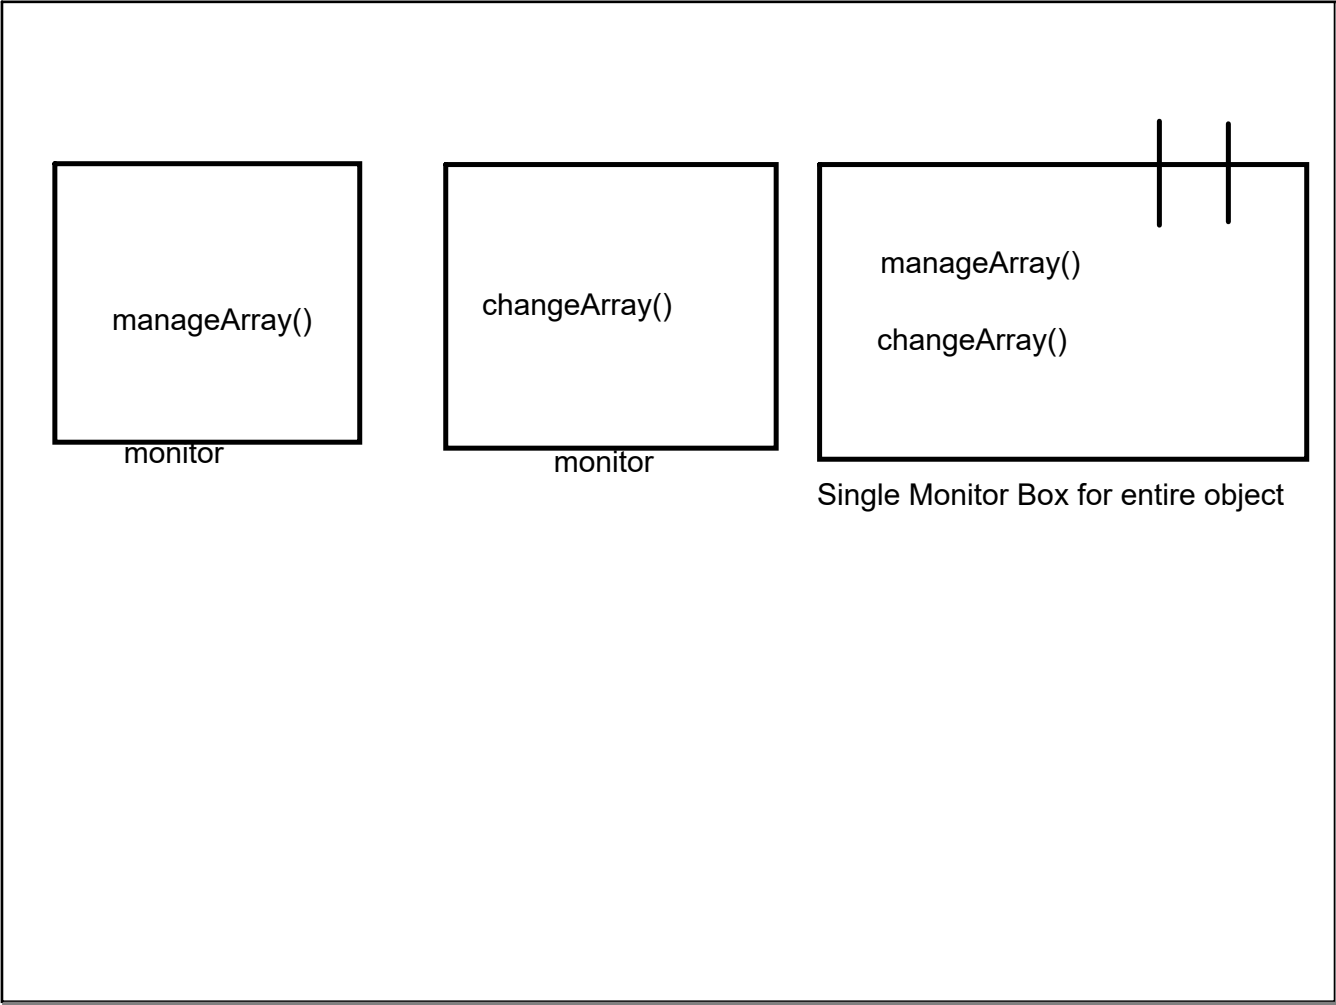 manageArray()
monitor
changeArray()
monitor
manageArray()
changeArray()
Single Monitor Box for entire object